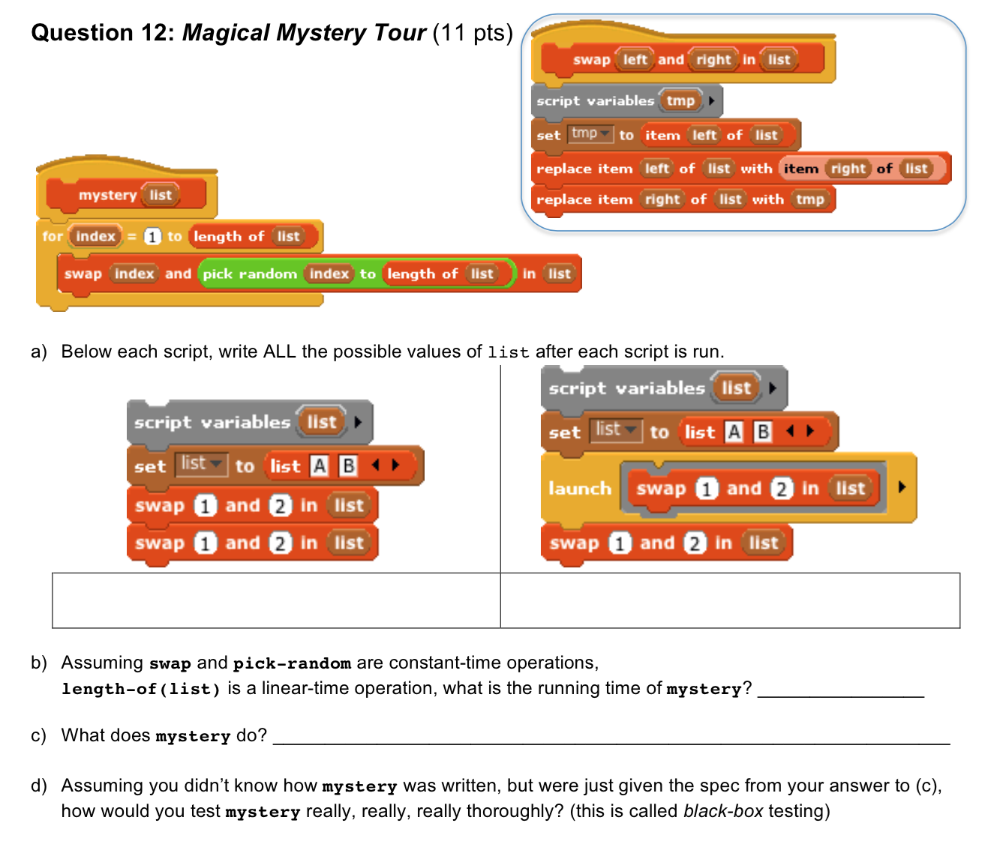 Question 12: Magical Mystery Tour (11 pts)
swap left and right in list
script variables tmp
set tmp to item left of list
replace item left of list with item right of list
replace item right of list with tmp
mystery list
for index = 1 to length of list
swap index and pick random index to length of list in list
a) Below each script, write ALL the possible values of list after each script is run.
script variables list
set list to list A B
swap 1 and 2 in list
swap 1 and 2 in list
script variables list
set list to list A B
launch swap 1 and 2 in list
swap 1 and 2 in list
b) Assuming swap and pick-random are constant-time operations,
length-of(list) is a linear-time operation, what is the running time of mystery? ________________
c) What does mystery do? ________________
d) Assuming you didn’t know how mystery was written, but were just given the spec from your answer to (c),
how would you test mystery really, really, really thoroughly? (this is called black-box testing)